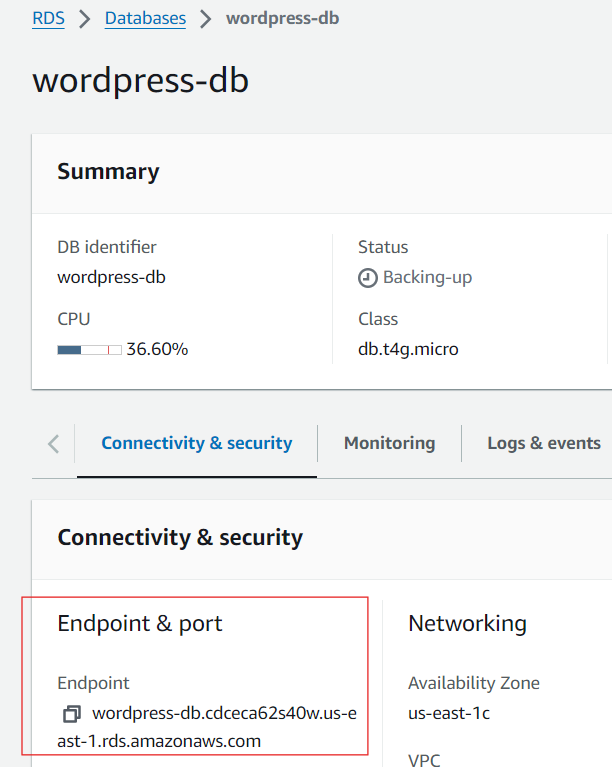 RDS > Databases > wordpress-db
wordpress-db
Summary
DB identifier
wordpress-db
Status
Backing-up
CPU
36.60%
Class
db.t4g.micro
Connectivity & security
Monitoring
Logs & events
Connectivity & security
Endpoint & port
Endpoint
wordpress-db.cdceca62s40w.us-e
ast-1.rds.amazonaws.com
Networking
Availability Zone
us-east-1c
VPC